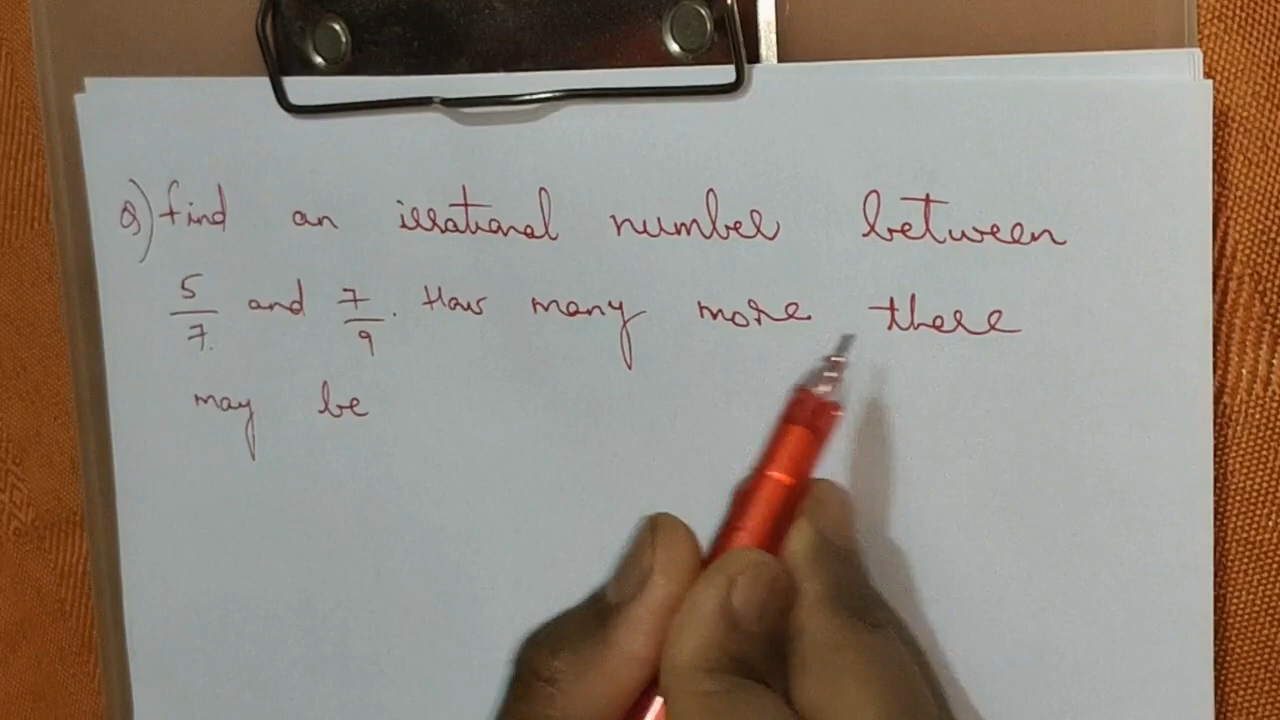 Q) find an irrational number between
5/7 and 7/9. How many more there
may be